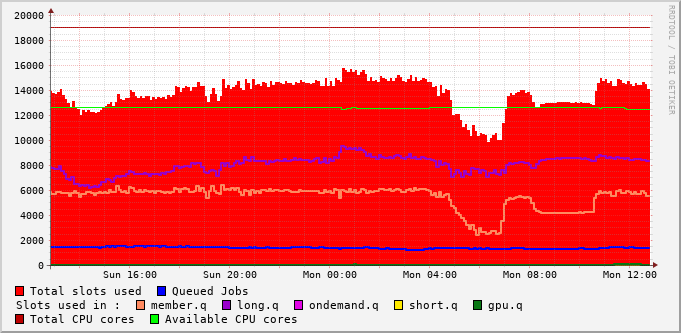 RRDTOOL / TOBI OETIKER
20000
18000
16000
14000
12000
10000
8000
6000
4000
2000
0
Sun 16:00 Sun 20:00 Mon 00:00 Mon 04:00 Mon 08:00 Mon 12:00
Total slots used Queued Jobs
Slots used in : member.q long.q ondemand.q short.q gpu.q
Total CPU cores Available CPU cores